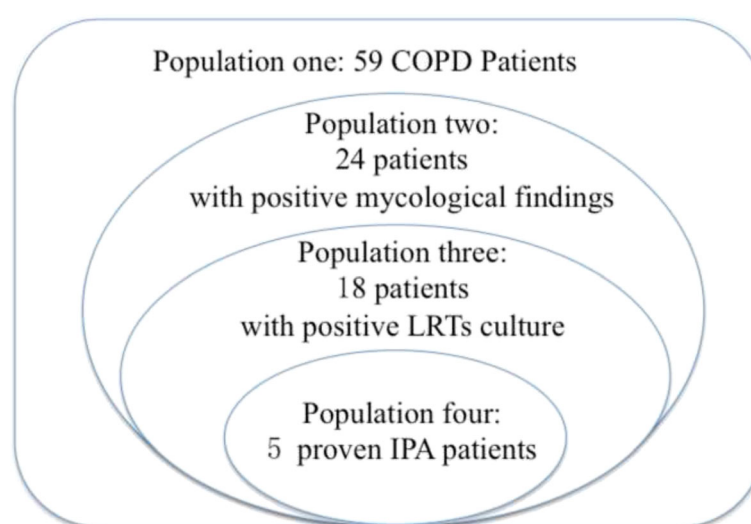 Population one: 59 COPD Patients
Population two:
24 patients
with positive mycological findings
Population three:
18 patients
with positive LRTs culture
Population four:
5 proven IPA patients